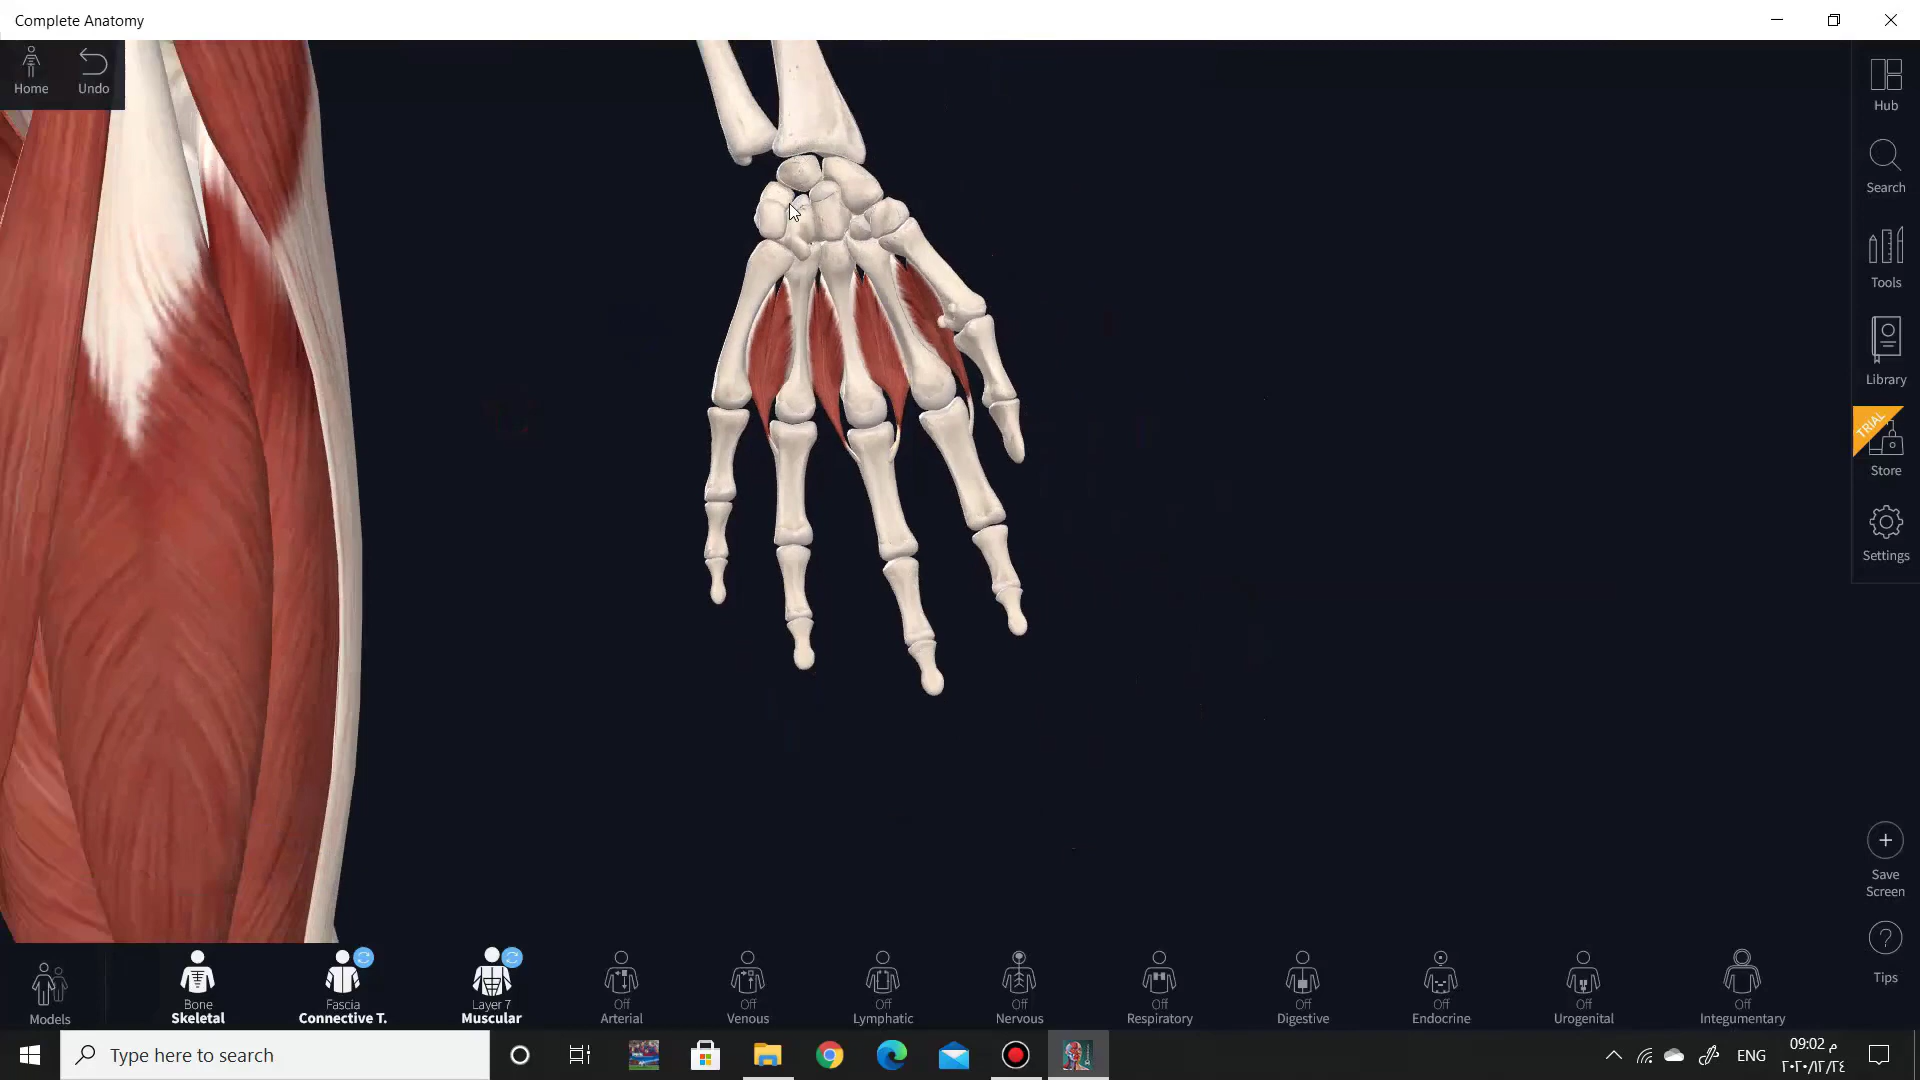 Complete Anatomy
Home
Undo
Hub
Search
Tools
Library
TRIAL
Store
Settings
Save
Screen
Tips
Models
Bone
Skeletal
Fascia
Connective T.
Layer 7
Muscular
Off
Arterial
Off
Venous
Off
Lymphatic
Off
Nervous
Off
Respiratory
Off
Digestive
Off
Endocrine
Off
Urogenital
Off
Integumentary
Type here to search
ENG
09:02 م
٢٠٢٠/١٢/٢٤